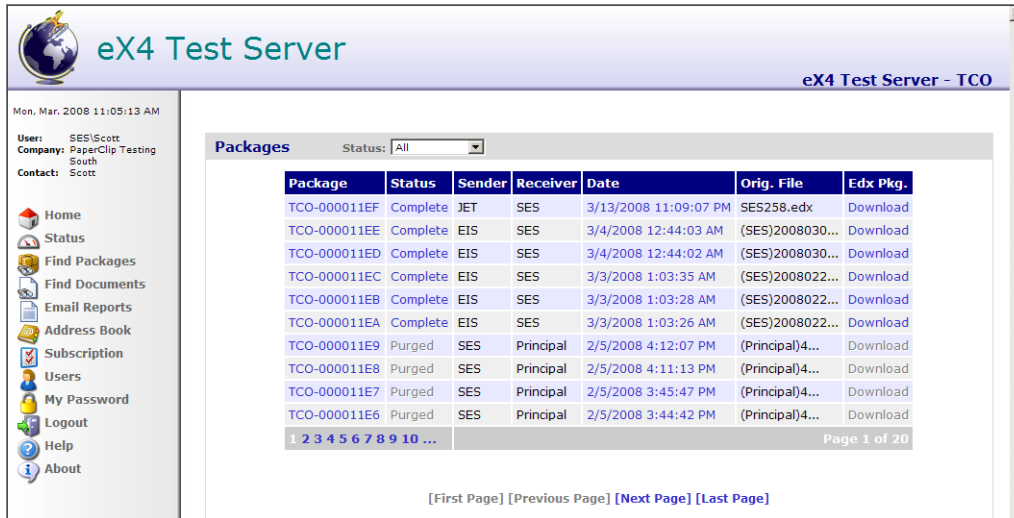 eX4 Test Server
eX4 Test Server - TCO
Mon, Mar. 2008 11:05:13 AM
User: SES\Scott
Company: PaperClip Testing
South
Contact: Scott
Home
Status
Find Packages
Find Documents
Email Reports
Address Book
Subscription
Users
My Password
Logout
Help
About
Packages Status: All
Package Status Sender Receiver Date Orig. File Edx Pkg.
TCO-000011EF Complete JET SES 3/13/2008 11:09:07 PM SES258.edx Download
TCO-000011EE Complete EIS SES 3/4/2008 12:44:03 AM (SES)2008030... Download
TCO-000011ED Complete EIS SES 3/4/2008 12:44:02 AM (SES)2008030... Download
TCO-000011EC Complete EIS SES 3/3/2008 1:03:35 AM (SES)2008022... Download
TCO-000011EB Complete EIS SES 3/3/2008 1:03:28 AM (SES)2008022... Download
TCO-000011EA Complete EIS SES 3/3/2008 1:03:26 AM (SES)2008022... Download
TCO-000011E9 Purged SES Principal 2/5/2008 4:12:07 PM (Principal)4... Download
TCO-000011E8 Purged SES Principal 2/5/2008 4:11:13 PM (Principal)4... Download
TCO-000011E7 Purged SES Principal 2/5/2008 3:45:47 PM (Principal)4... Download
TCO-000011E6 Purged SES Principal 2/5/2008 3:44:42 PM (Principal)4... Download
1 2 3 4 5 6 7 8 9 10 ... Page 1 of 20
[First Page] [Previous Page] [Next Page] [Last Page]